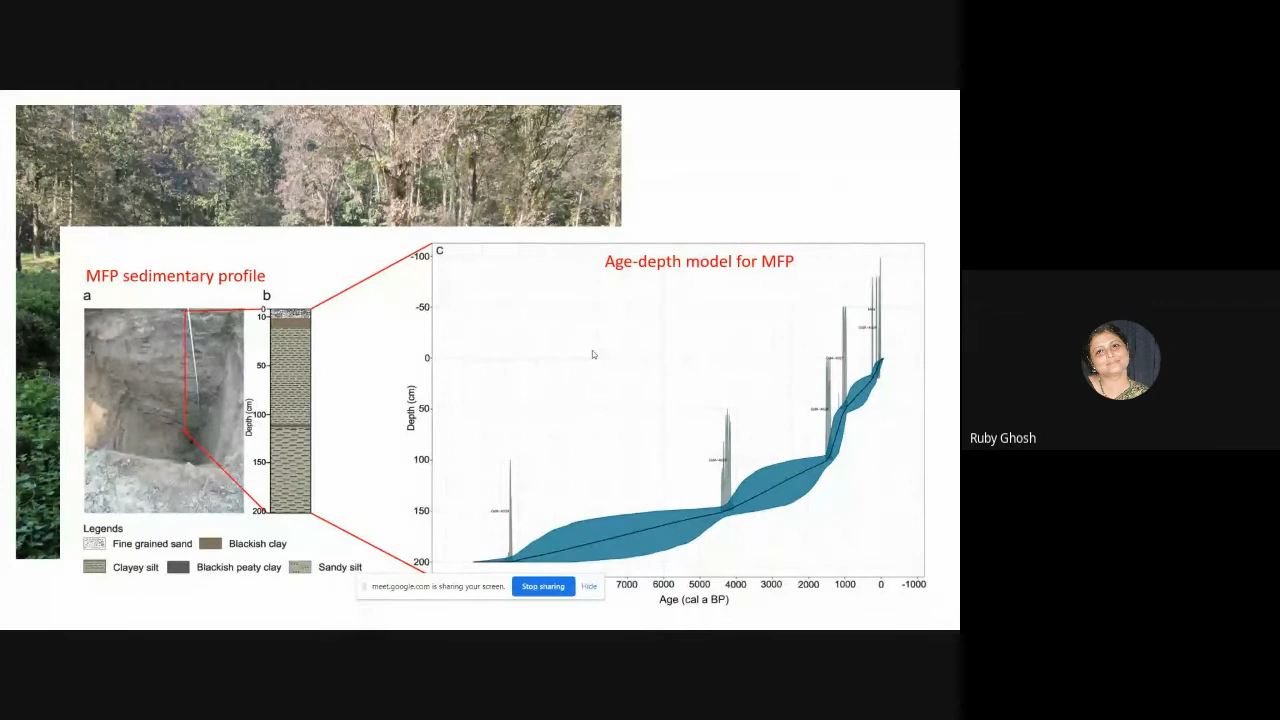 MFP sedimentary profile
a
b
0
10
50
100
150
200
Depth (cm)
Legends
Fine grained sand
Blackish clay
Clayey silt
Blackish peaty clay
Sandy silt
C
Age-depth model for MFP
-100
-50
0
50
100
150
200
Depth (cm)
7000 6000 5000 4000 3000 2000 1000 0 -1000
Age (cal a BP)
meet.google.com is sharing your screen.
Stop sharing
Hide
Ruby Ghosh